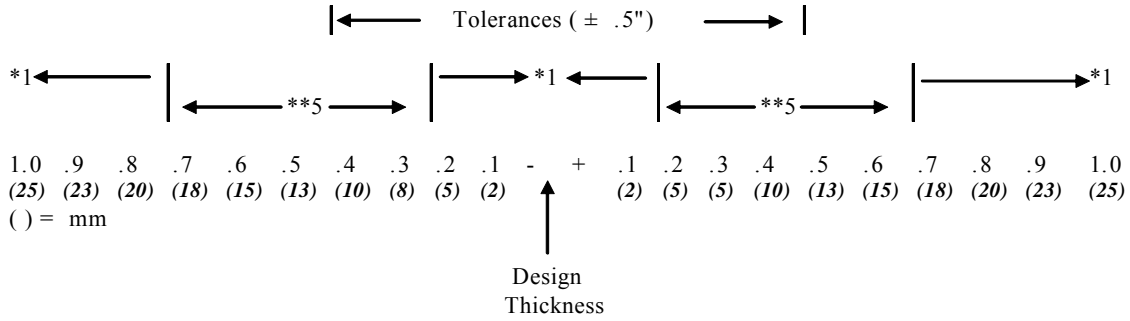 Tolerances ( ± .5")
*1 *1 *1
**5 **5
1.0 .9 .8 .7 .6 .5 .4 .3 .2 .1 - + .1 .2 .3 .4 .5 .6 .7 .8 .9 1.0
(25) (23) (20) (18) (15) (13) (10) (8) (5) (2) (2) (5) (5) (10) (13) (15) (18) (20) (23) (25)
( ) = mm
Design
Thickness